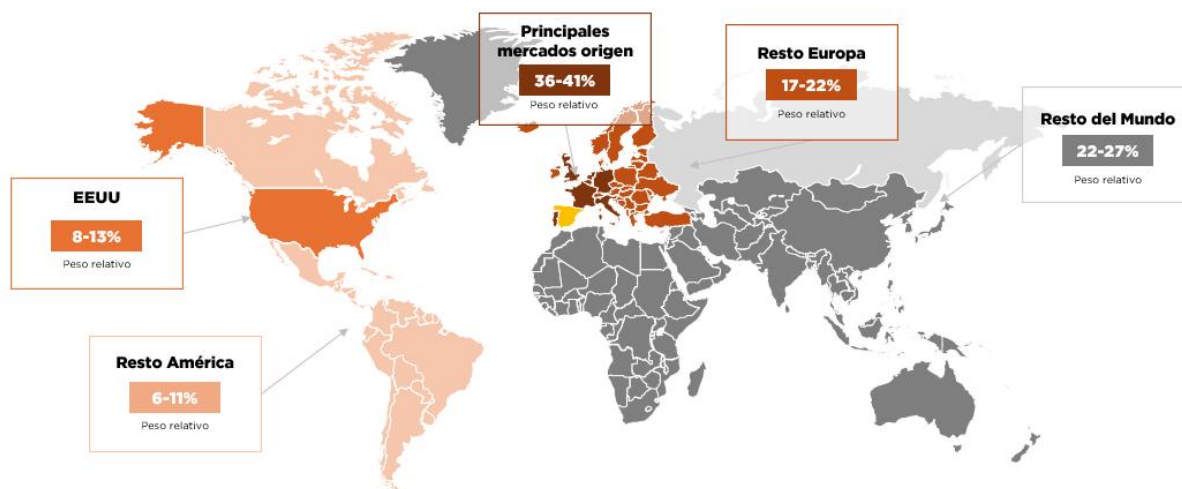 Principales
mercados origen
36-41%
Peso relativo
Resto Europa
17-22%
Peso relativo
Resto del Mundo
22-27%
Peso relativo
EEUU
8-13%
Peso relativo
Resto América
6-11%
Peso relativo